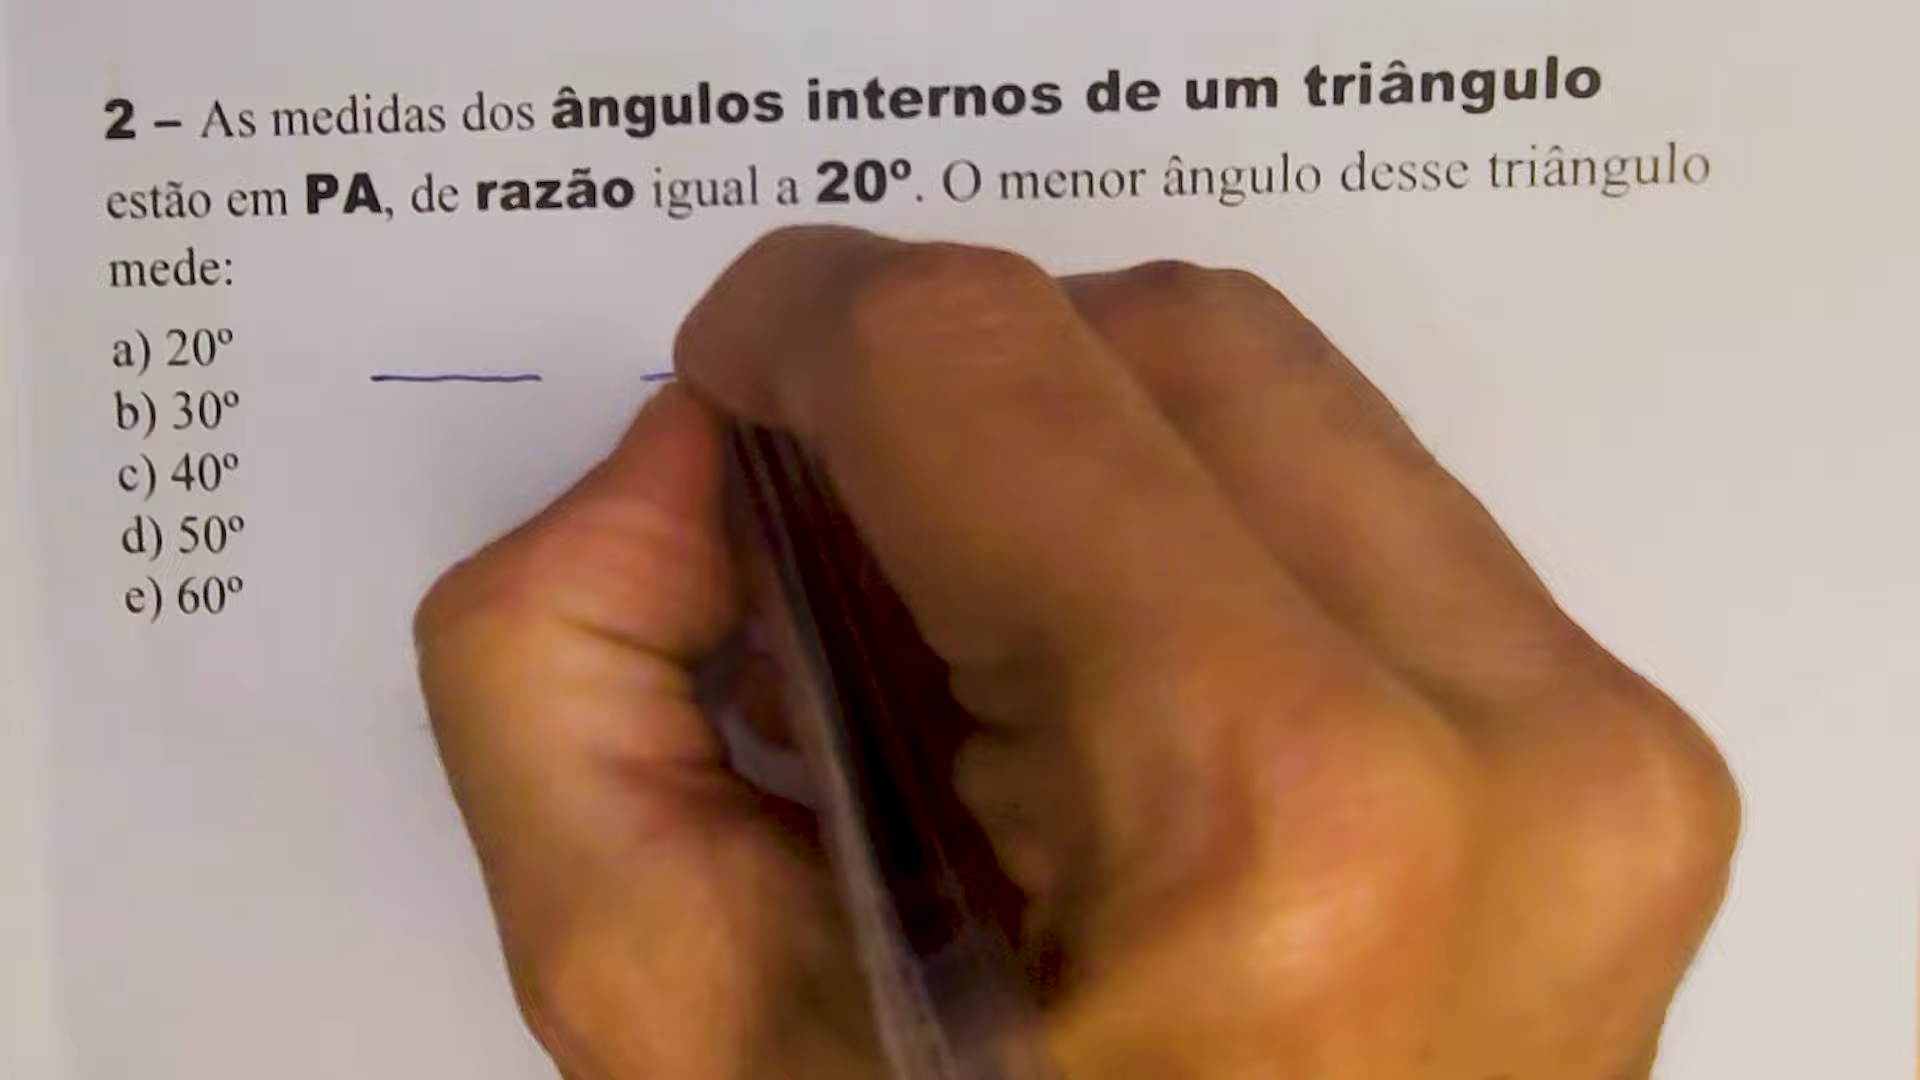 2 – As medidas dos ângulos internos de um triângulo
estão em PA, de razão igual a 20º. O menor ângulo desse triângulo
mede:
a) 20º
b) 30º
c) 40º
d) 50º
e) 60º